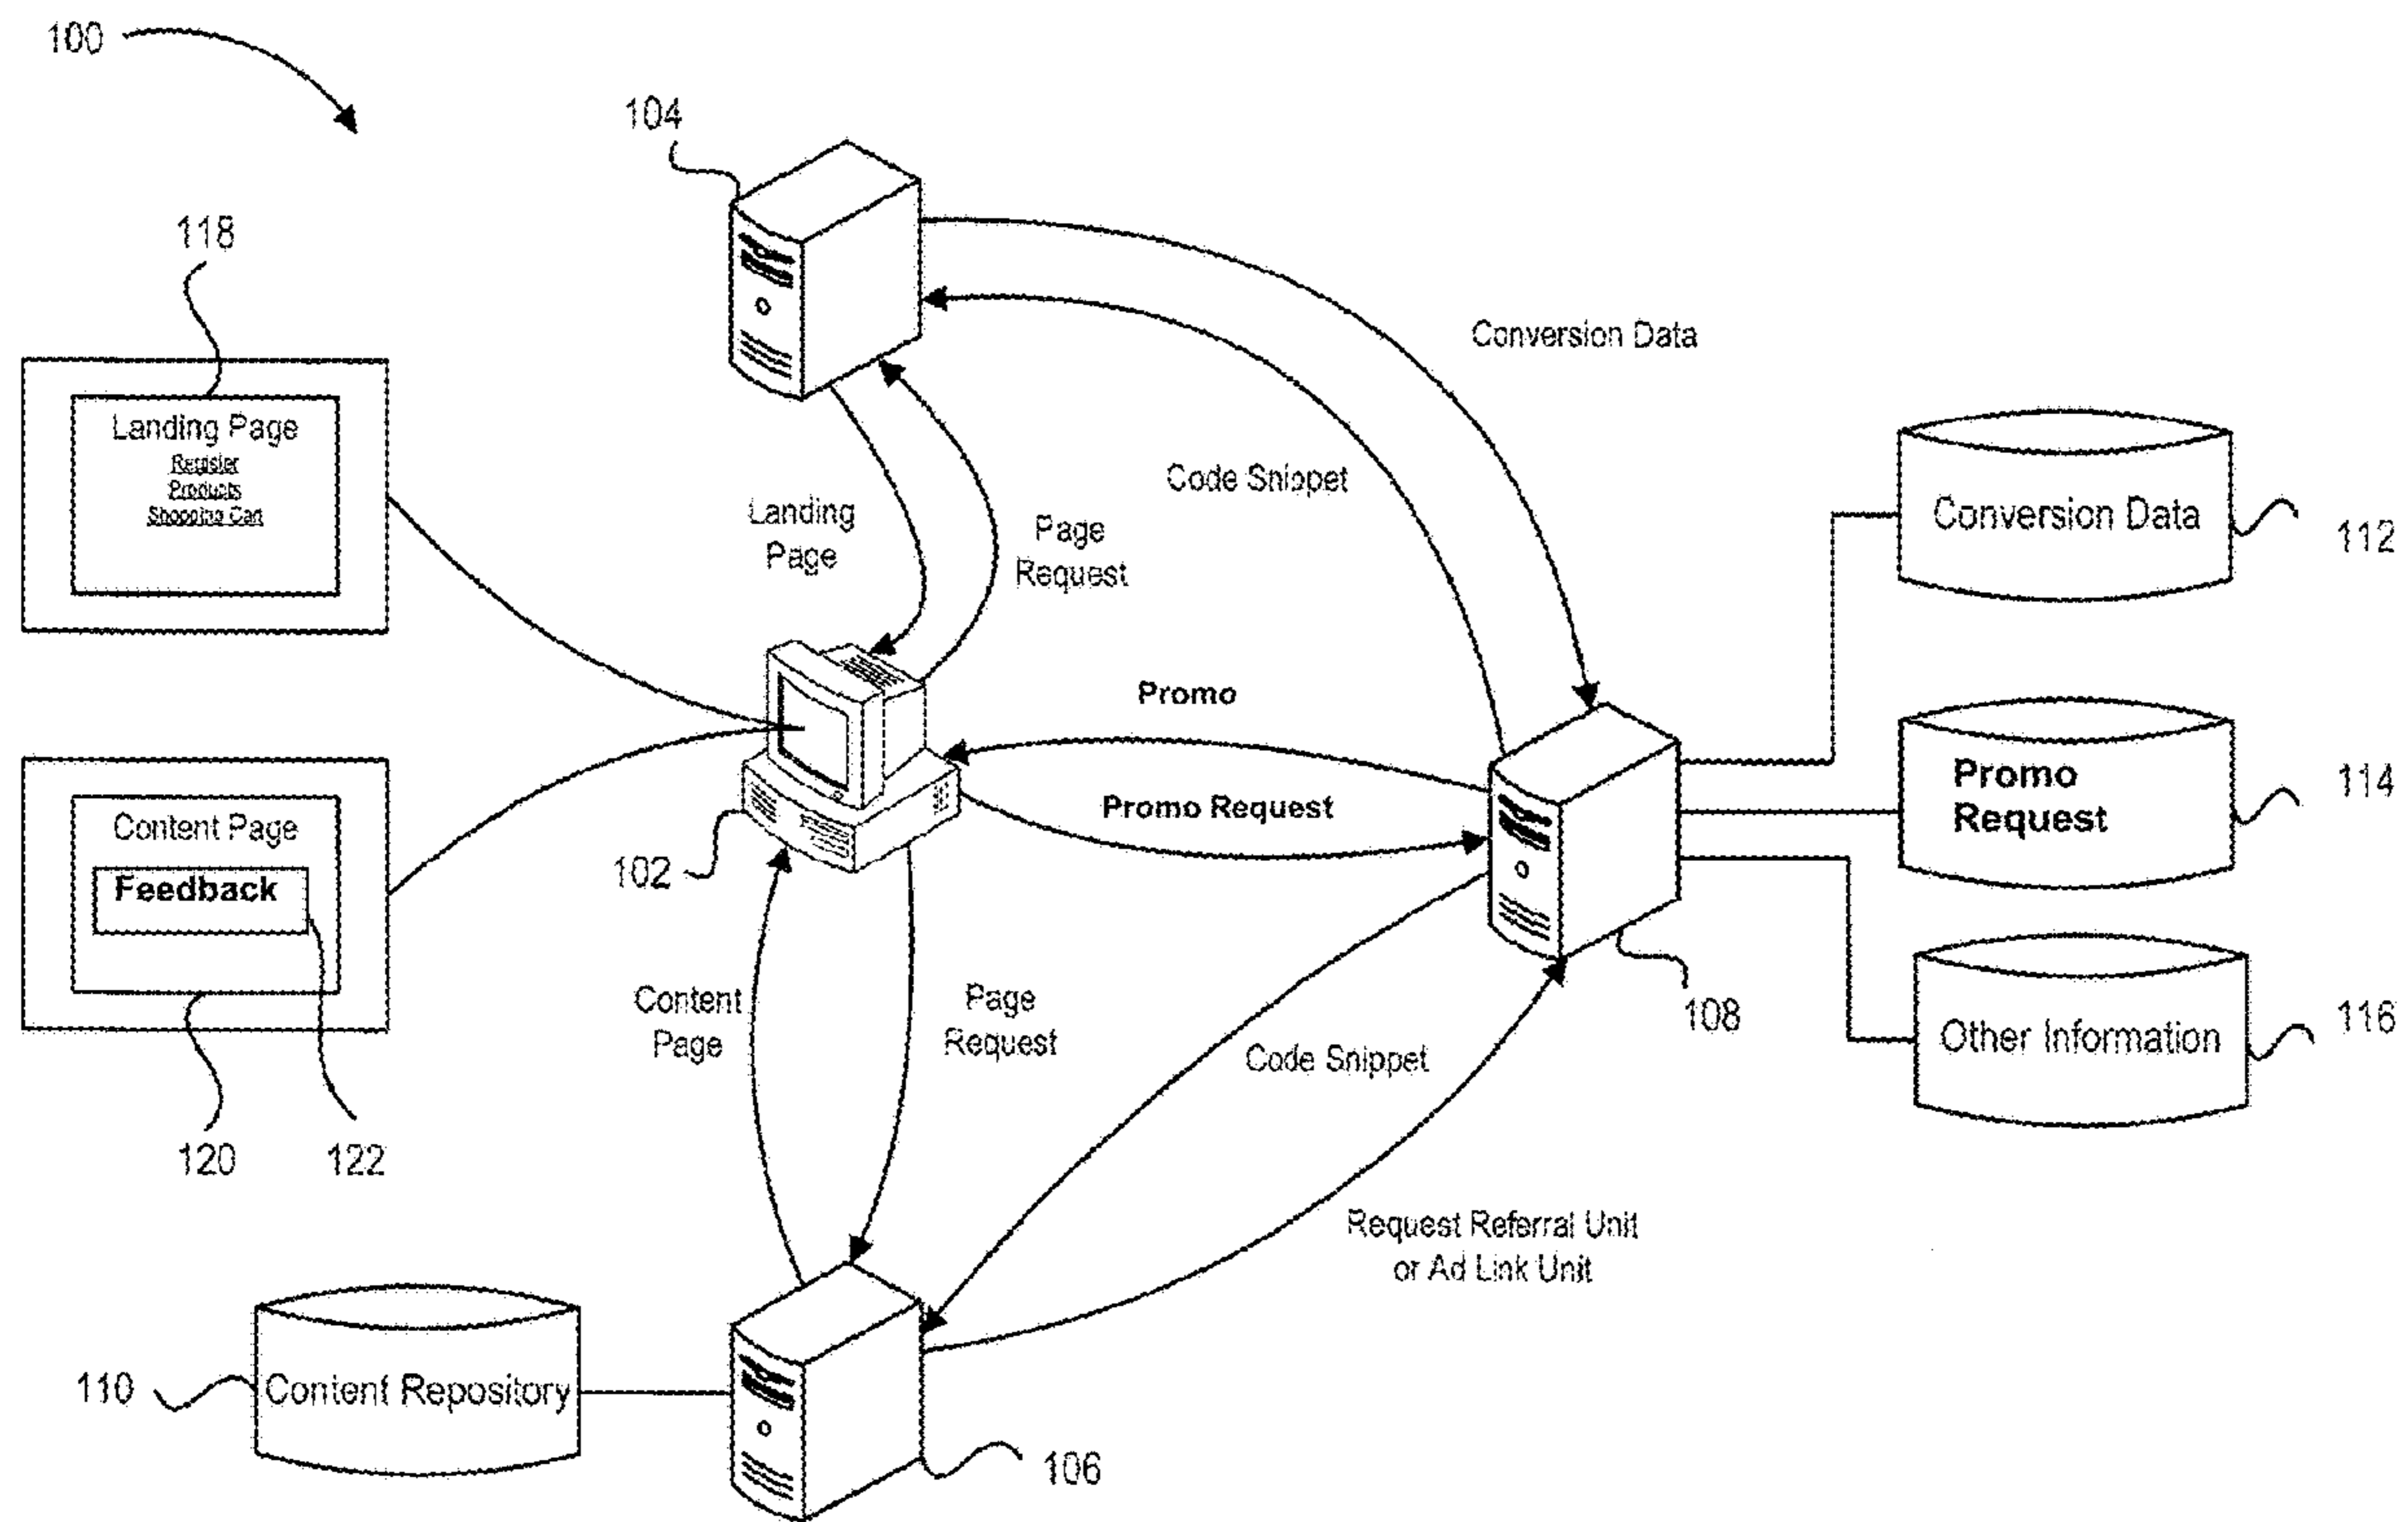 100
104
118
Conversion Data
Landing Page
Register
Products
Shopping Cart
Code Snippet
Landing
Page
Page
Request
Conversion Data
112
Promo
Promo Request
Promo
Request
114
Content Page
Feedback
102
Content
Page
Page
Request
108
Code Snippet
Other Information
116
120
122
Request Referral Unit
or Ad Link Unit
110
Content Repository
106